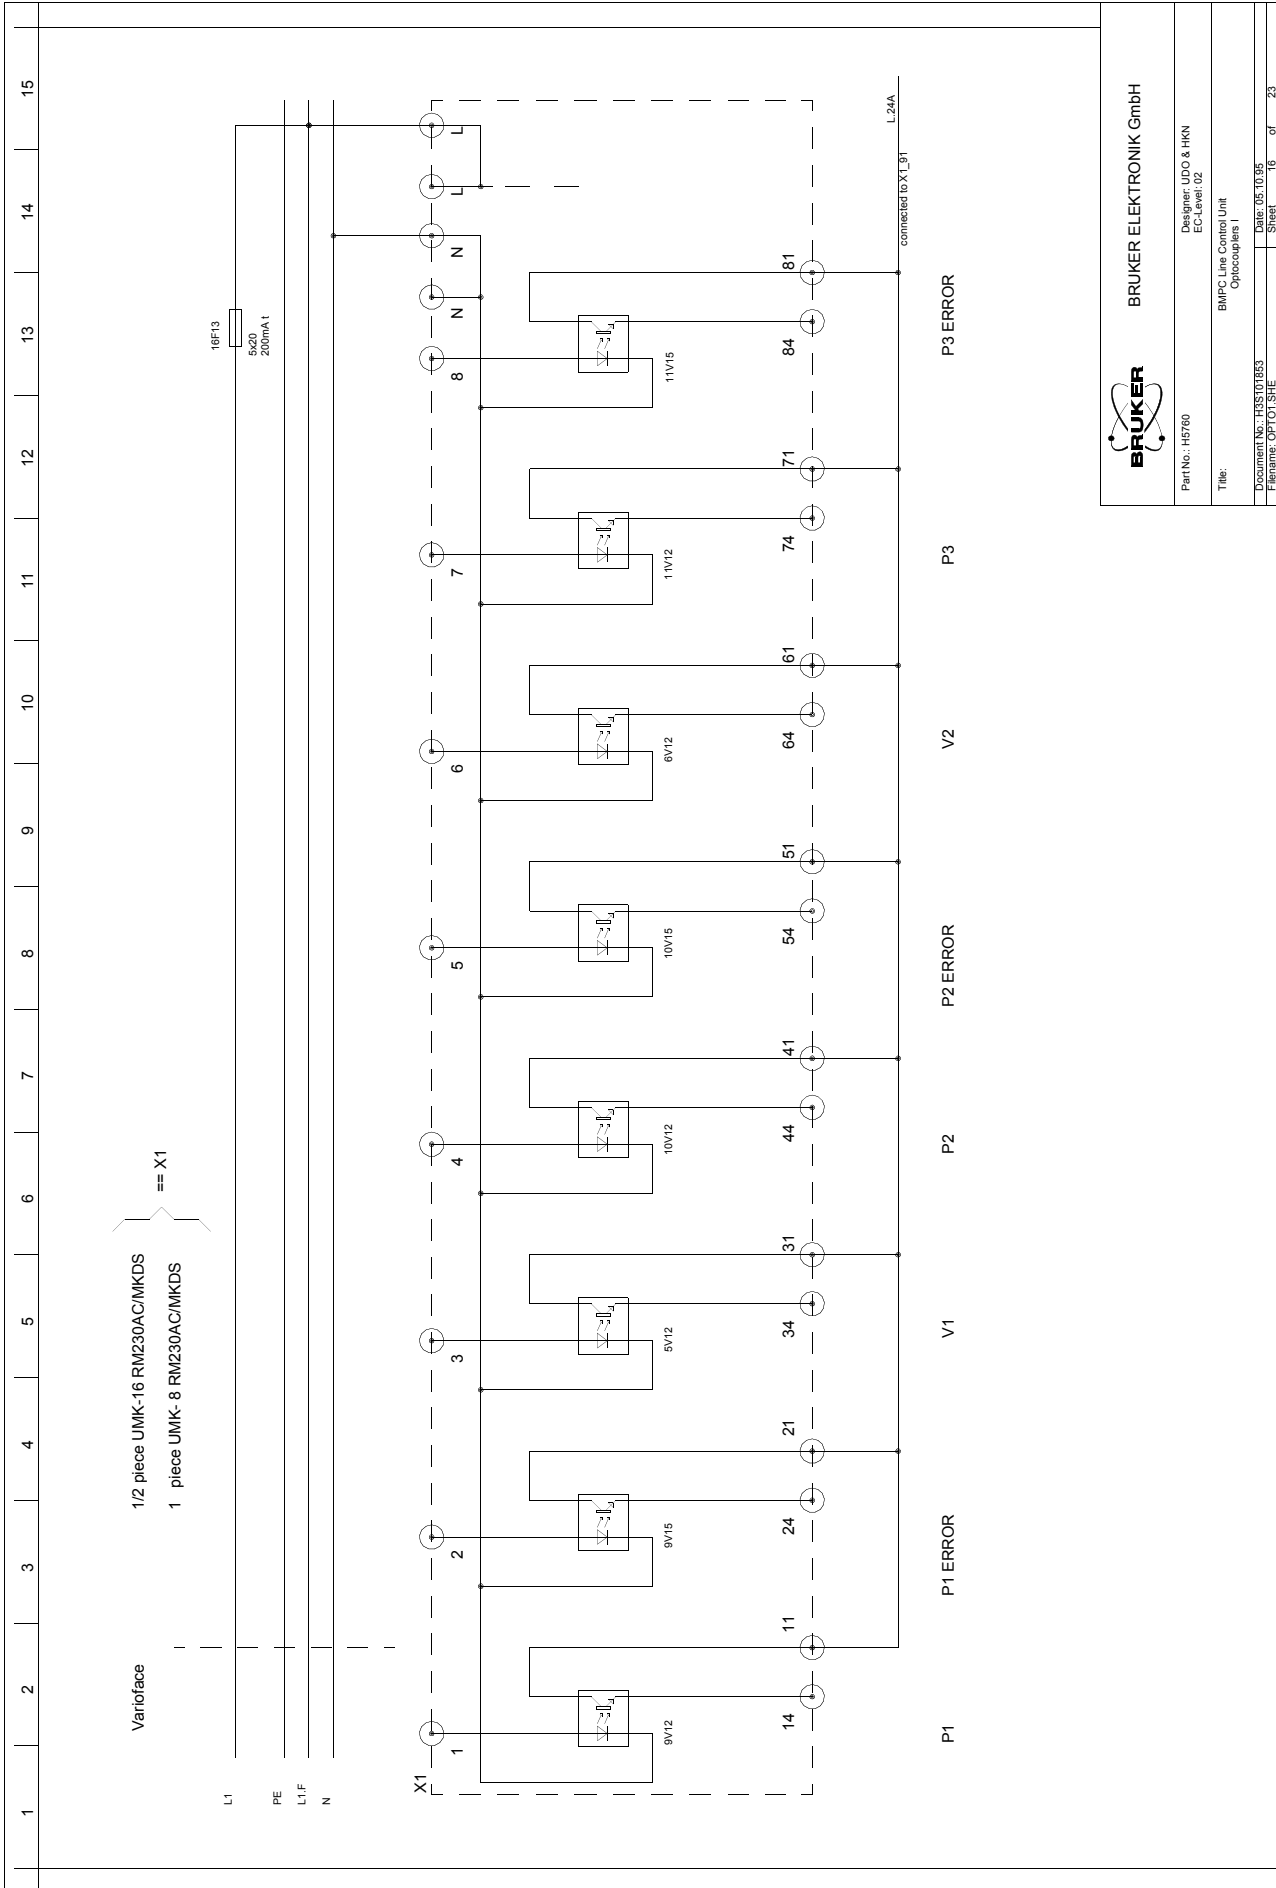 1 2 3 4 5 6 7 8 9 10 11 12 13 14 15
Varioface
1/2 piece UMK-16 RM230AC/MKDS
1 piece UMK- 8 RM230AC/MKDS
== X1
16F13
5x20
200mA t
L1
PE
L1.F
N
X1
1 2 3 4 5 6 7 8 N N L L
9V12 9V15 5V12 10V12 10V15 6V12 11V12 11V15
14 11 24 21 34 31 44 41 54 51 64 61 74 71 84 81
L.24A
connected to X1_91
P1 P1 ERROR V1 P2 P2 ERROR V2 P3 P3 ERROR
BRUKER
BRUKER ELEKTRONIK GmbH
Part No.: H5760
Designer: UDO & HKN
EC-Level: 02
Title:
BMPC Line Control Unit
Optocouplers I
Document No.: H3S101853
Date: 05.10.95
Filename: OPTO1.SHE
Sheet 16 of 23